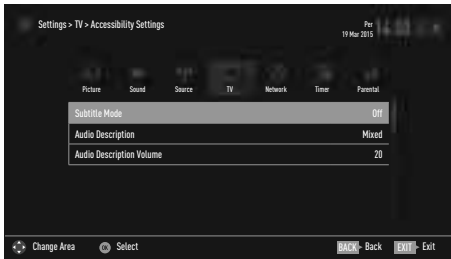 Settings > TV > Accessibility Settings
Per
19 Mar 2015
Picture Sound Source TV Network Timer Parental
Subtitle Mode Off
Audio Description Mixed
Audio Description Volume 20
Change Area OK Select BACK Back EXIT Exit